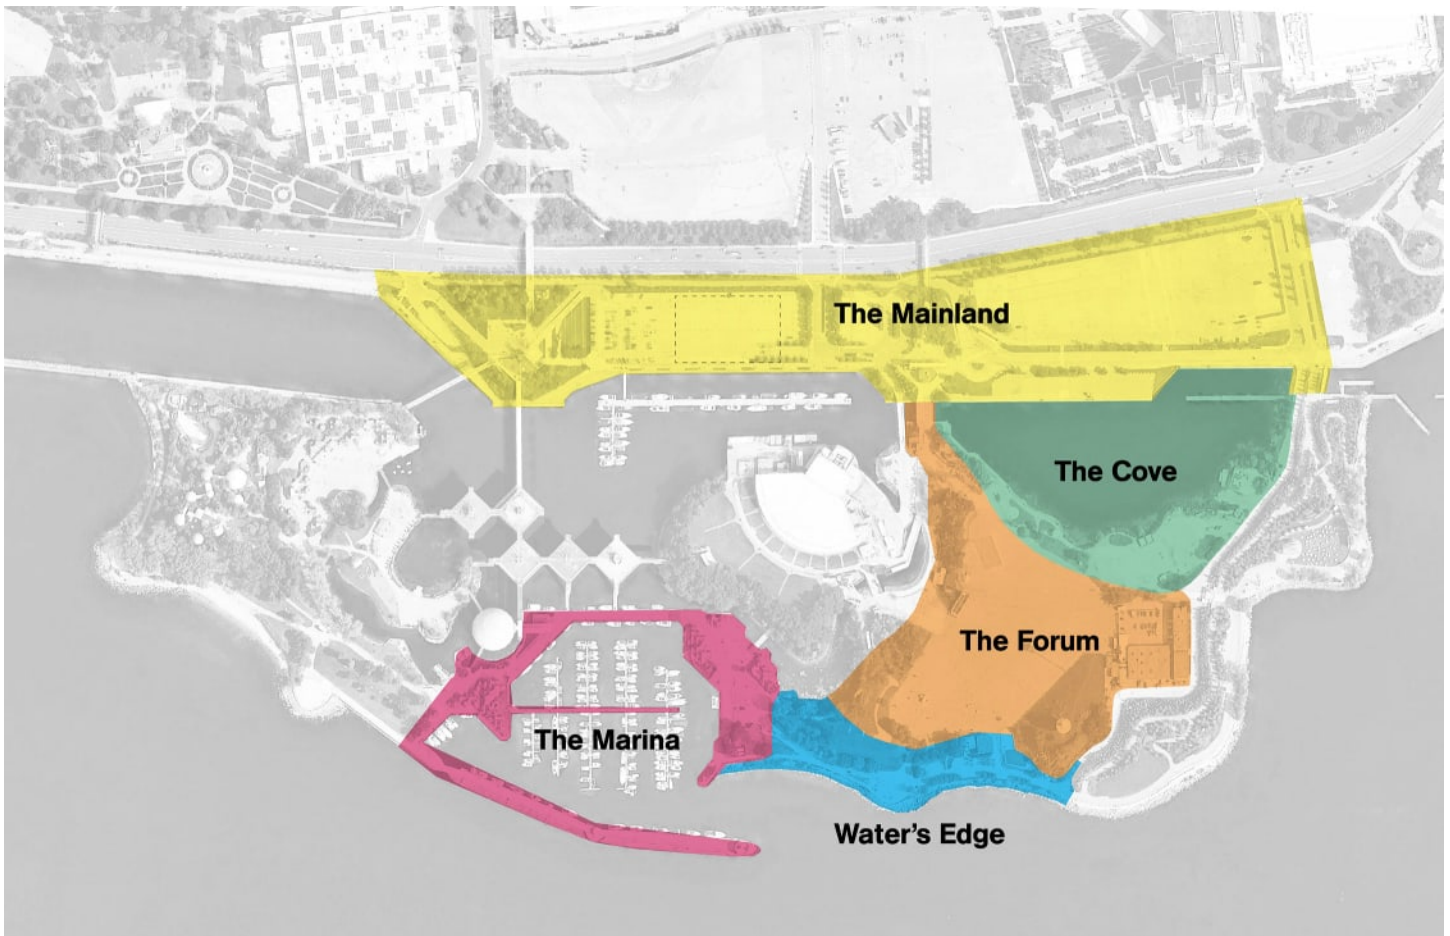 The Mainland
The Cove
The Forum
The Marina
Water's Edge